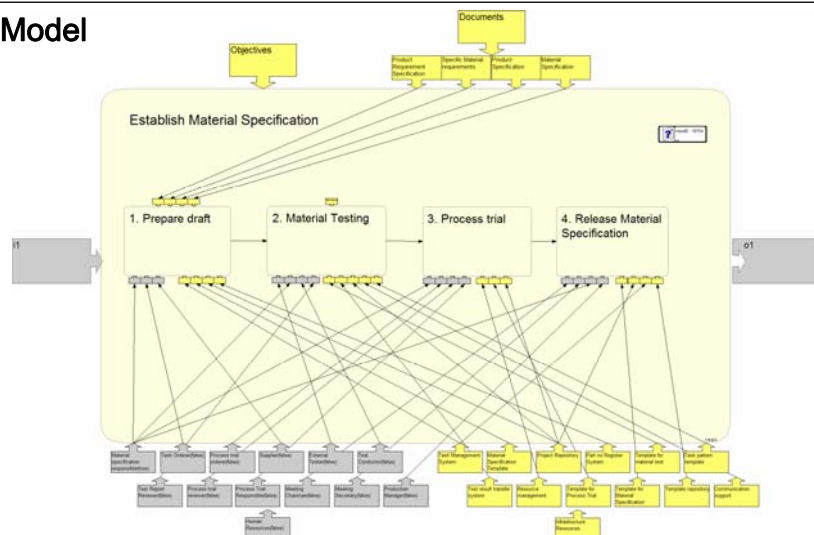 Model
Objectives
Documents
Product
Requirement
Specification
Specific Material
requirements
Product
Specification
Material
Specification
Establish Material Specification
?
i1
1. Prepare draft
2. Material Testing
3. Process trial
4. Release Material
Specification
o1
Material
specification
responsible(true)
Task Orderer(false)
Process trial
orderer(false)
Supplier(false)
External
Tester(false)
Test
Constructor(false)
Test Management
System
Material
Specification
Template
Project Repository
Part no Register
System
Template for
material test
Task pattern
template
Test Report
Reviewer(false)
Process trial
reviewer(false)
Process Trial
Responsible(false)
Meeting
Chairman(false)
Meeting
Secretary(false)
Production
Manager(false)
Test result transfer
system
Resource
management
Template for
Process Trial
Template for
Material
Specification
Template repository
Communication
support
Human
Resources(false)
Infrastructure
Resources